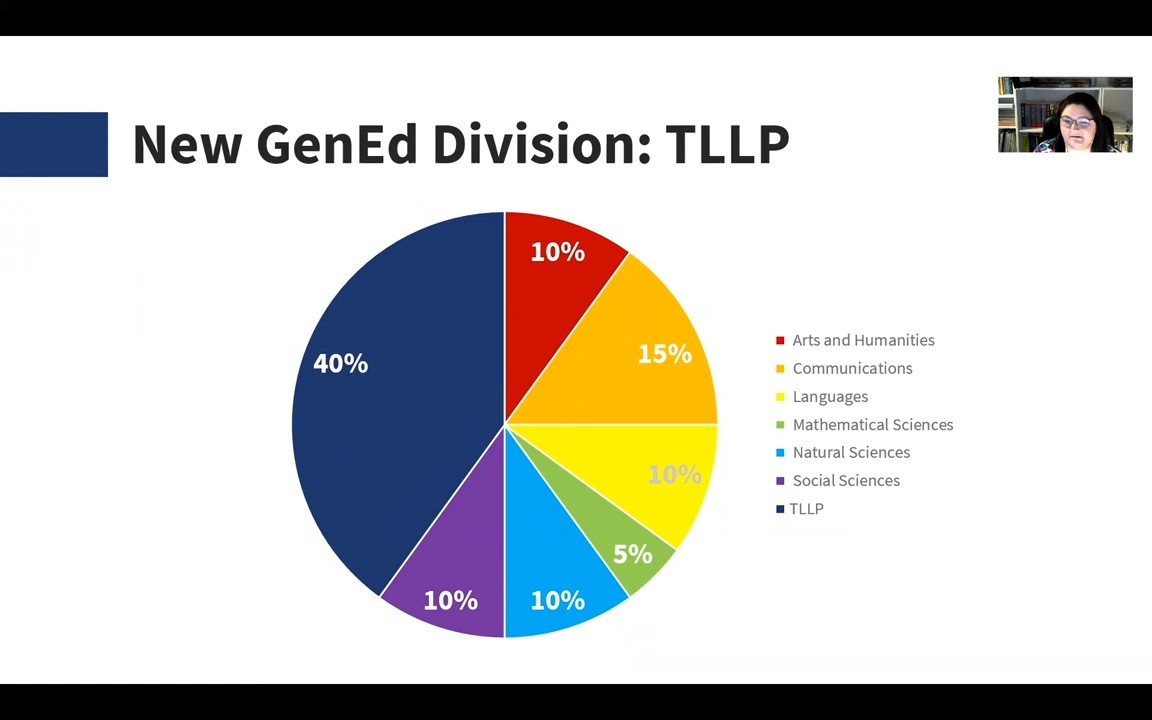 New GenEd Division: TLLP
10%
15%
40%
10%
5%
10%
10%
Arts and Humanities
Communications
Languages
Mathematical Sciences
Natural Sciences
Social Sciences
TLLP